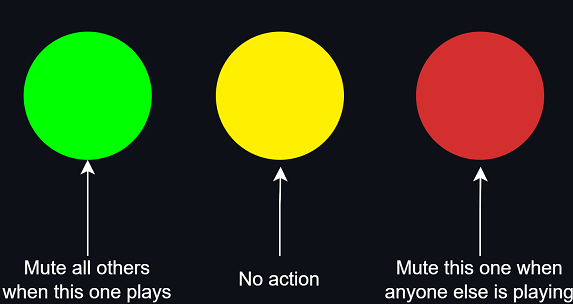 Mute all others
when this one plays
No action
Mute this one when
anyone else is playing